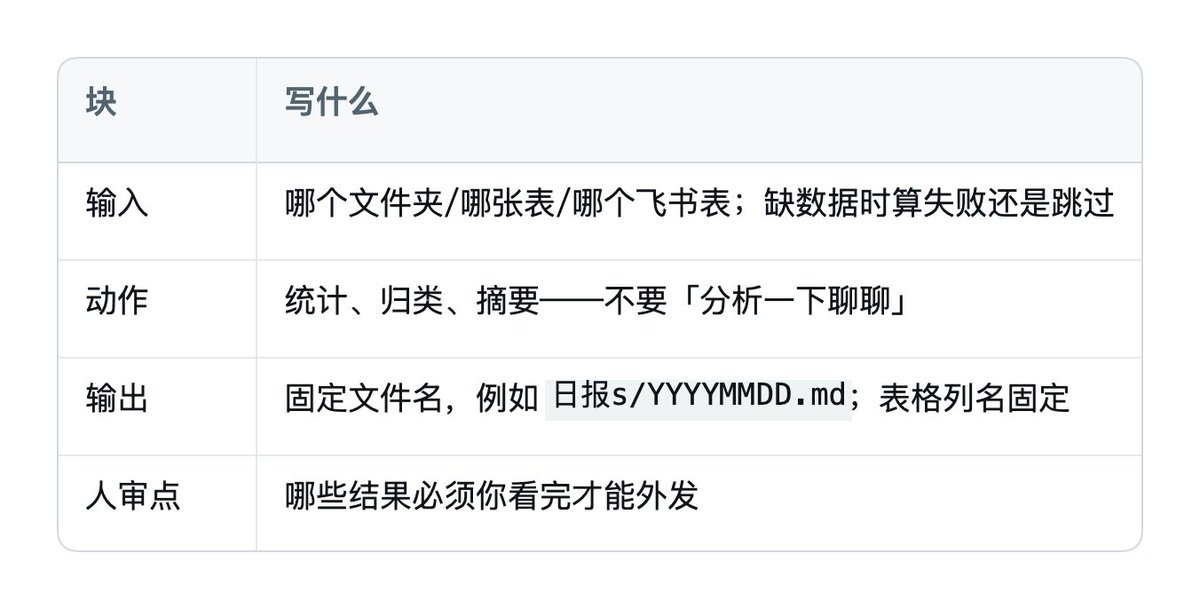 块 写什么
输入 哪个文件夹/哪张表/哪个飞书表；缺数据时算失败还是跳过
动作 统计、归类、摘要——不要「分析一下聊聊」
输出 固定文件名，例如 日报s/YYYYMMDD.md；表格列名固定
人审点 哪些结果必须你看完才能外发